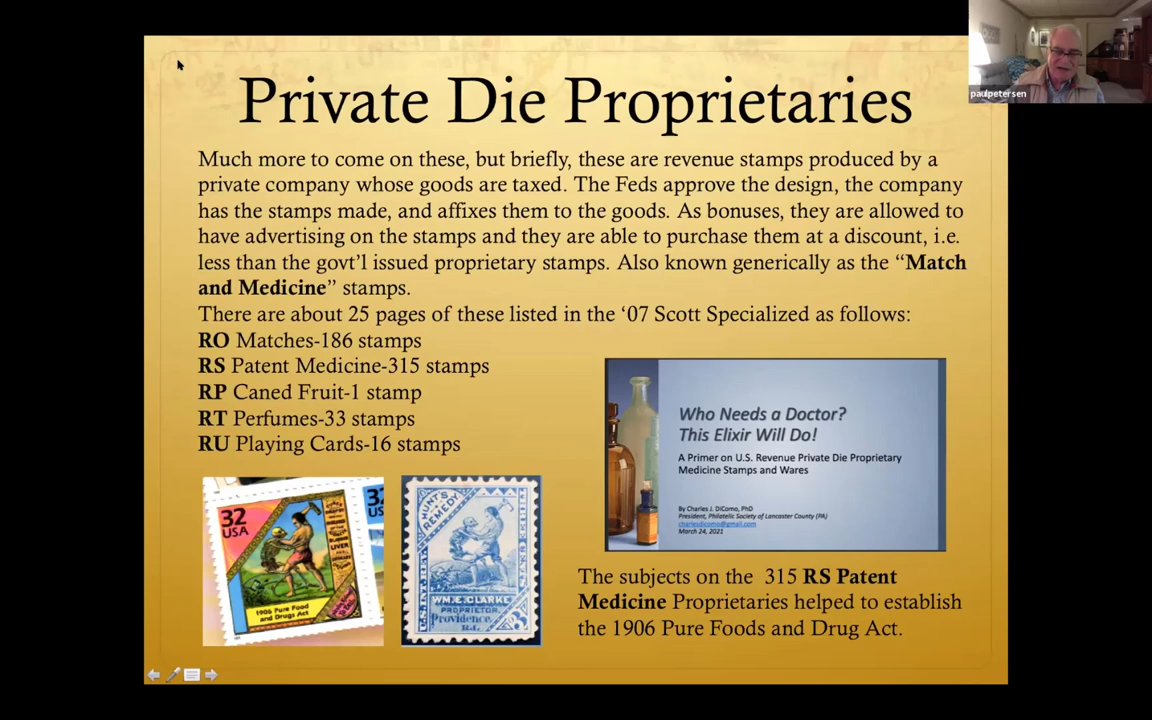 paulpetersen
Private Die Proprietaries
Much more to come on these, but briefly, these are revenue stamps produced by a
private company whose goods are taxed. The Feds approve the design, the company
has the stamps made, and affixes them to the goods. As bonuses, they are allowed to
have advertising on the stamps and they are able to purchase them at a discount, i.e.
less than the govt'l issued proprietary stamps. Also known generically as the “Match
and Medicine” stamps.
There are about 25 pages of these listed in the ‘07 Scott Specialized as follows:
RO Matches-186 stamps
RS Patent Medicine-315 stamps
RP Caned Fruit-1 stamp
RT Perfumes-33 stamps
RU Playing Cards-16 stamps
Who Needs a Doctor?
This Elixir Will Do!
A Primer on U.S. Revenue Private Die Proprietary
Medicine Stamps and Wares
By Charles J. DiComo, PhD
President, Philatelic Society of Lancaster County (PA)
charlesdicomo@gmail.com
March 24, 2021
32
USA
32
US
LIVER
1906 Pure Food
and Drugs Act
HUNT'S
REMEDY
U.S. INT. REV.
WM. E. CLARKE
PROPRIETOR.
Providence,
R.I.
The subjects on the 315 RS Patent
Medicine Proprietaries helped to establish
the 1906 Pure Foods and Drug Act.